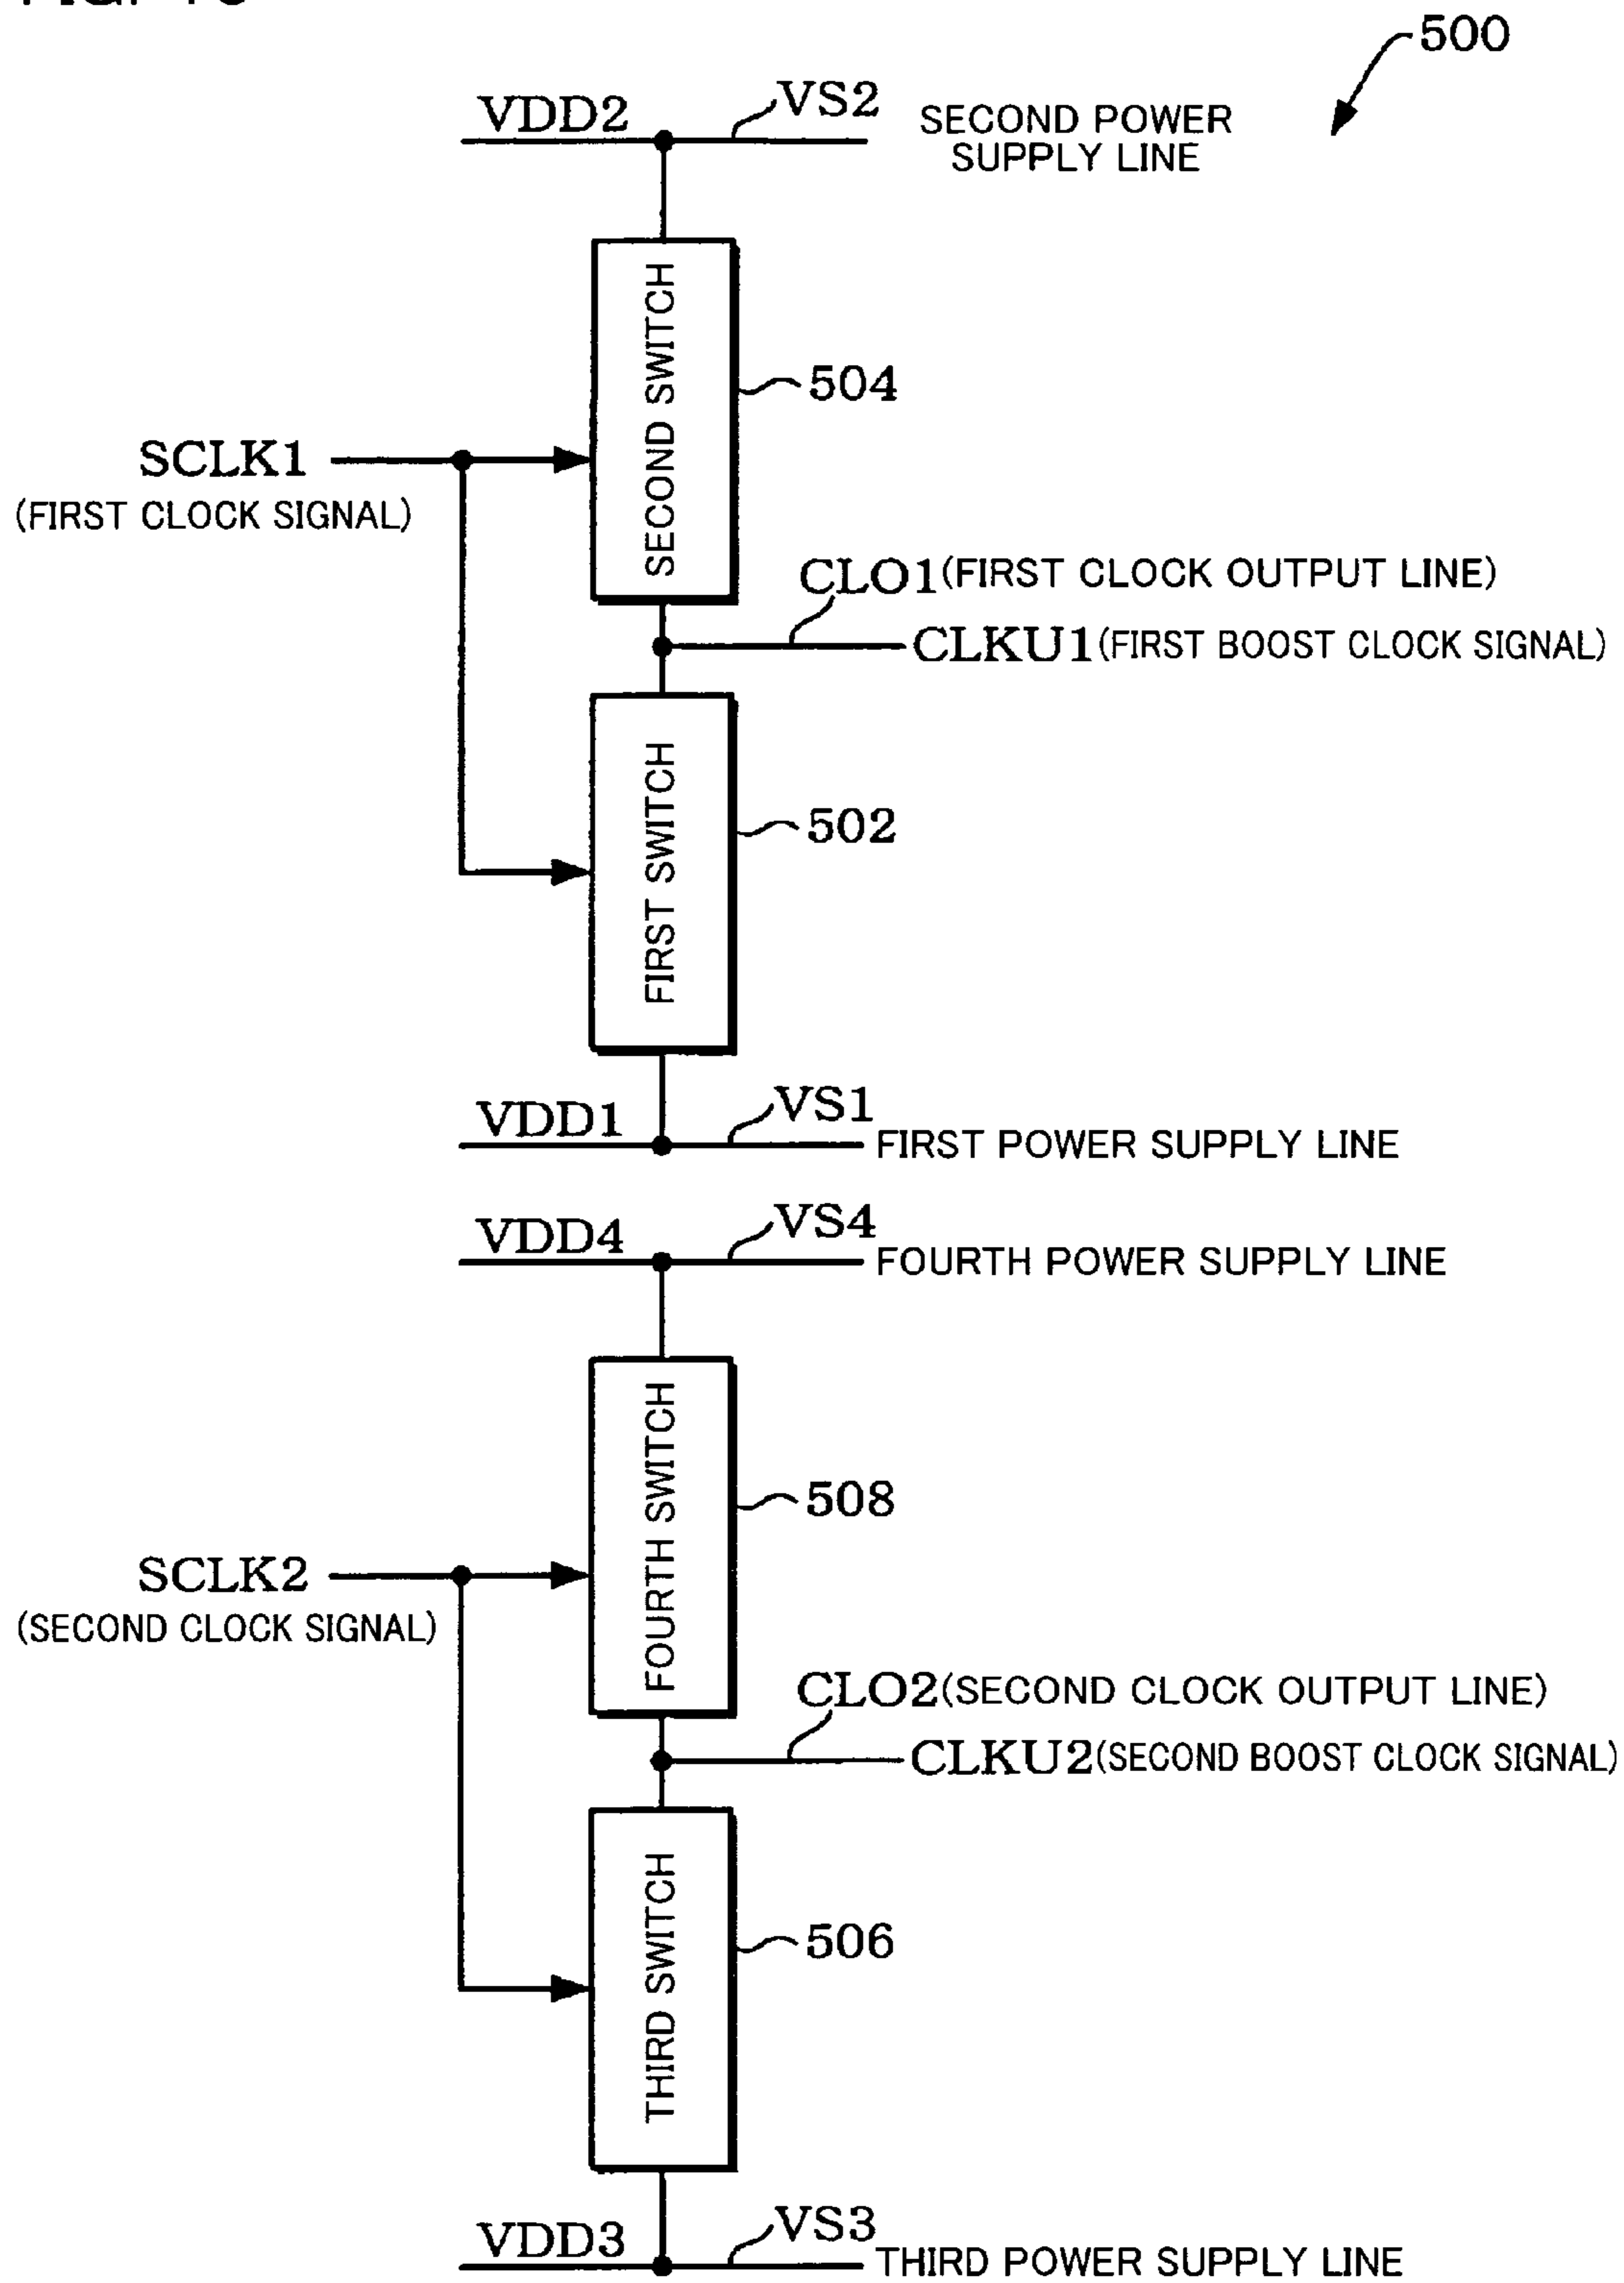 500
VDD2 VS2 SECOND POWER
SUPPLY LINE
SECOND SWITCH
504
SCLK1
(FIRST CLOCK SIGNAL)
CLO1(FIRST CLOCK OUTPUT LINE)
CLKU1(FIRST BOOST CLOCK SIGNAL)
FIRST SWITCH
502
VDD1 VS1 FIRST POWER SUPPLY LINE
VDD4 VS4 FOURTH POWER SUPPLY LINE
FOURTH SWITCH
508
SCLK2
(SECOND CLOCK SIGNAL)
CLO2(SECOND CLOCK OUTPUT LINE)
CLKU2(SECOND BOOST CLOCK SIGNAL)
THIRD SWITCH
506
VDD3 VS3 THIRD POWER SUPPLY LINE